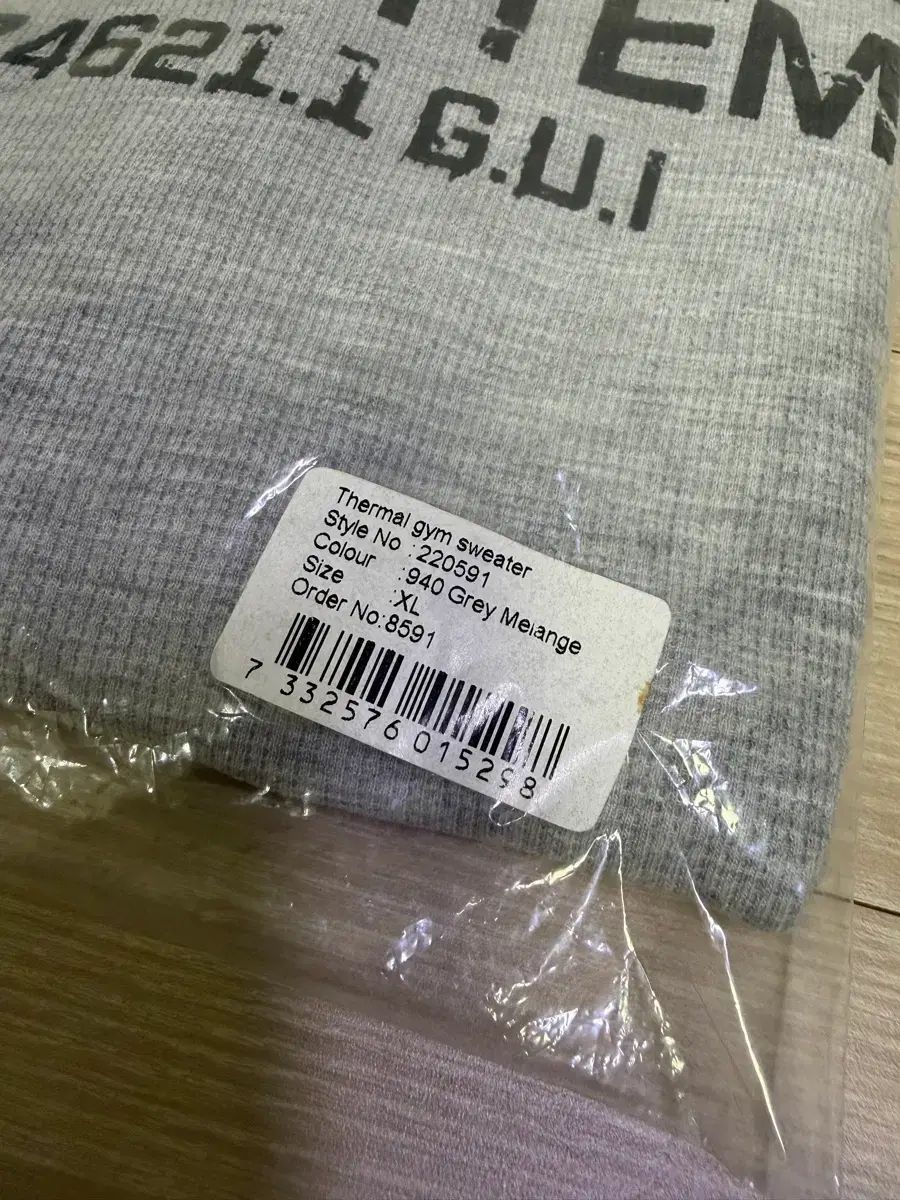 TEM
74621.1 G.U.I
Thermal gym sweater
Style No :220591
Colour :940 Grey Melange
Size :XL
Order No:8591
7 332576 015298